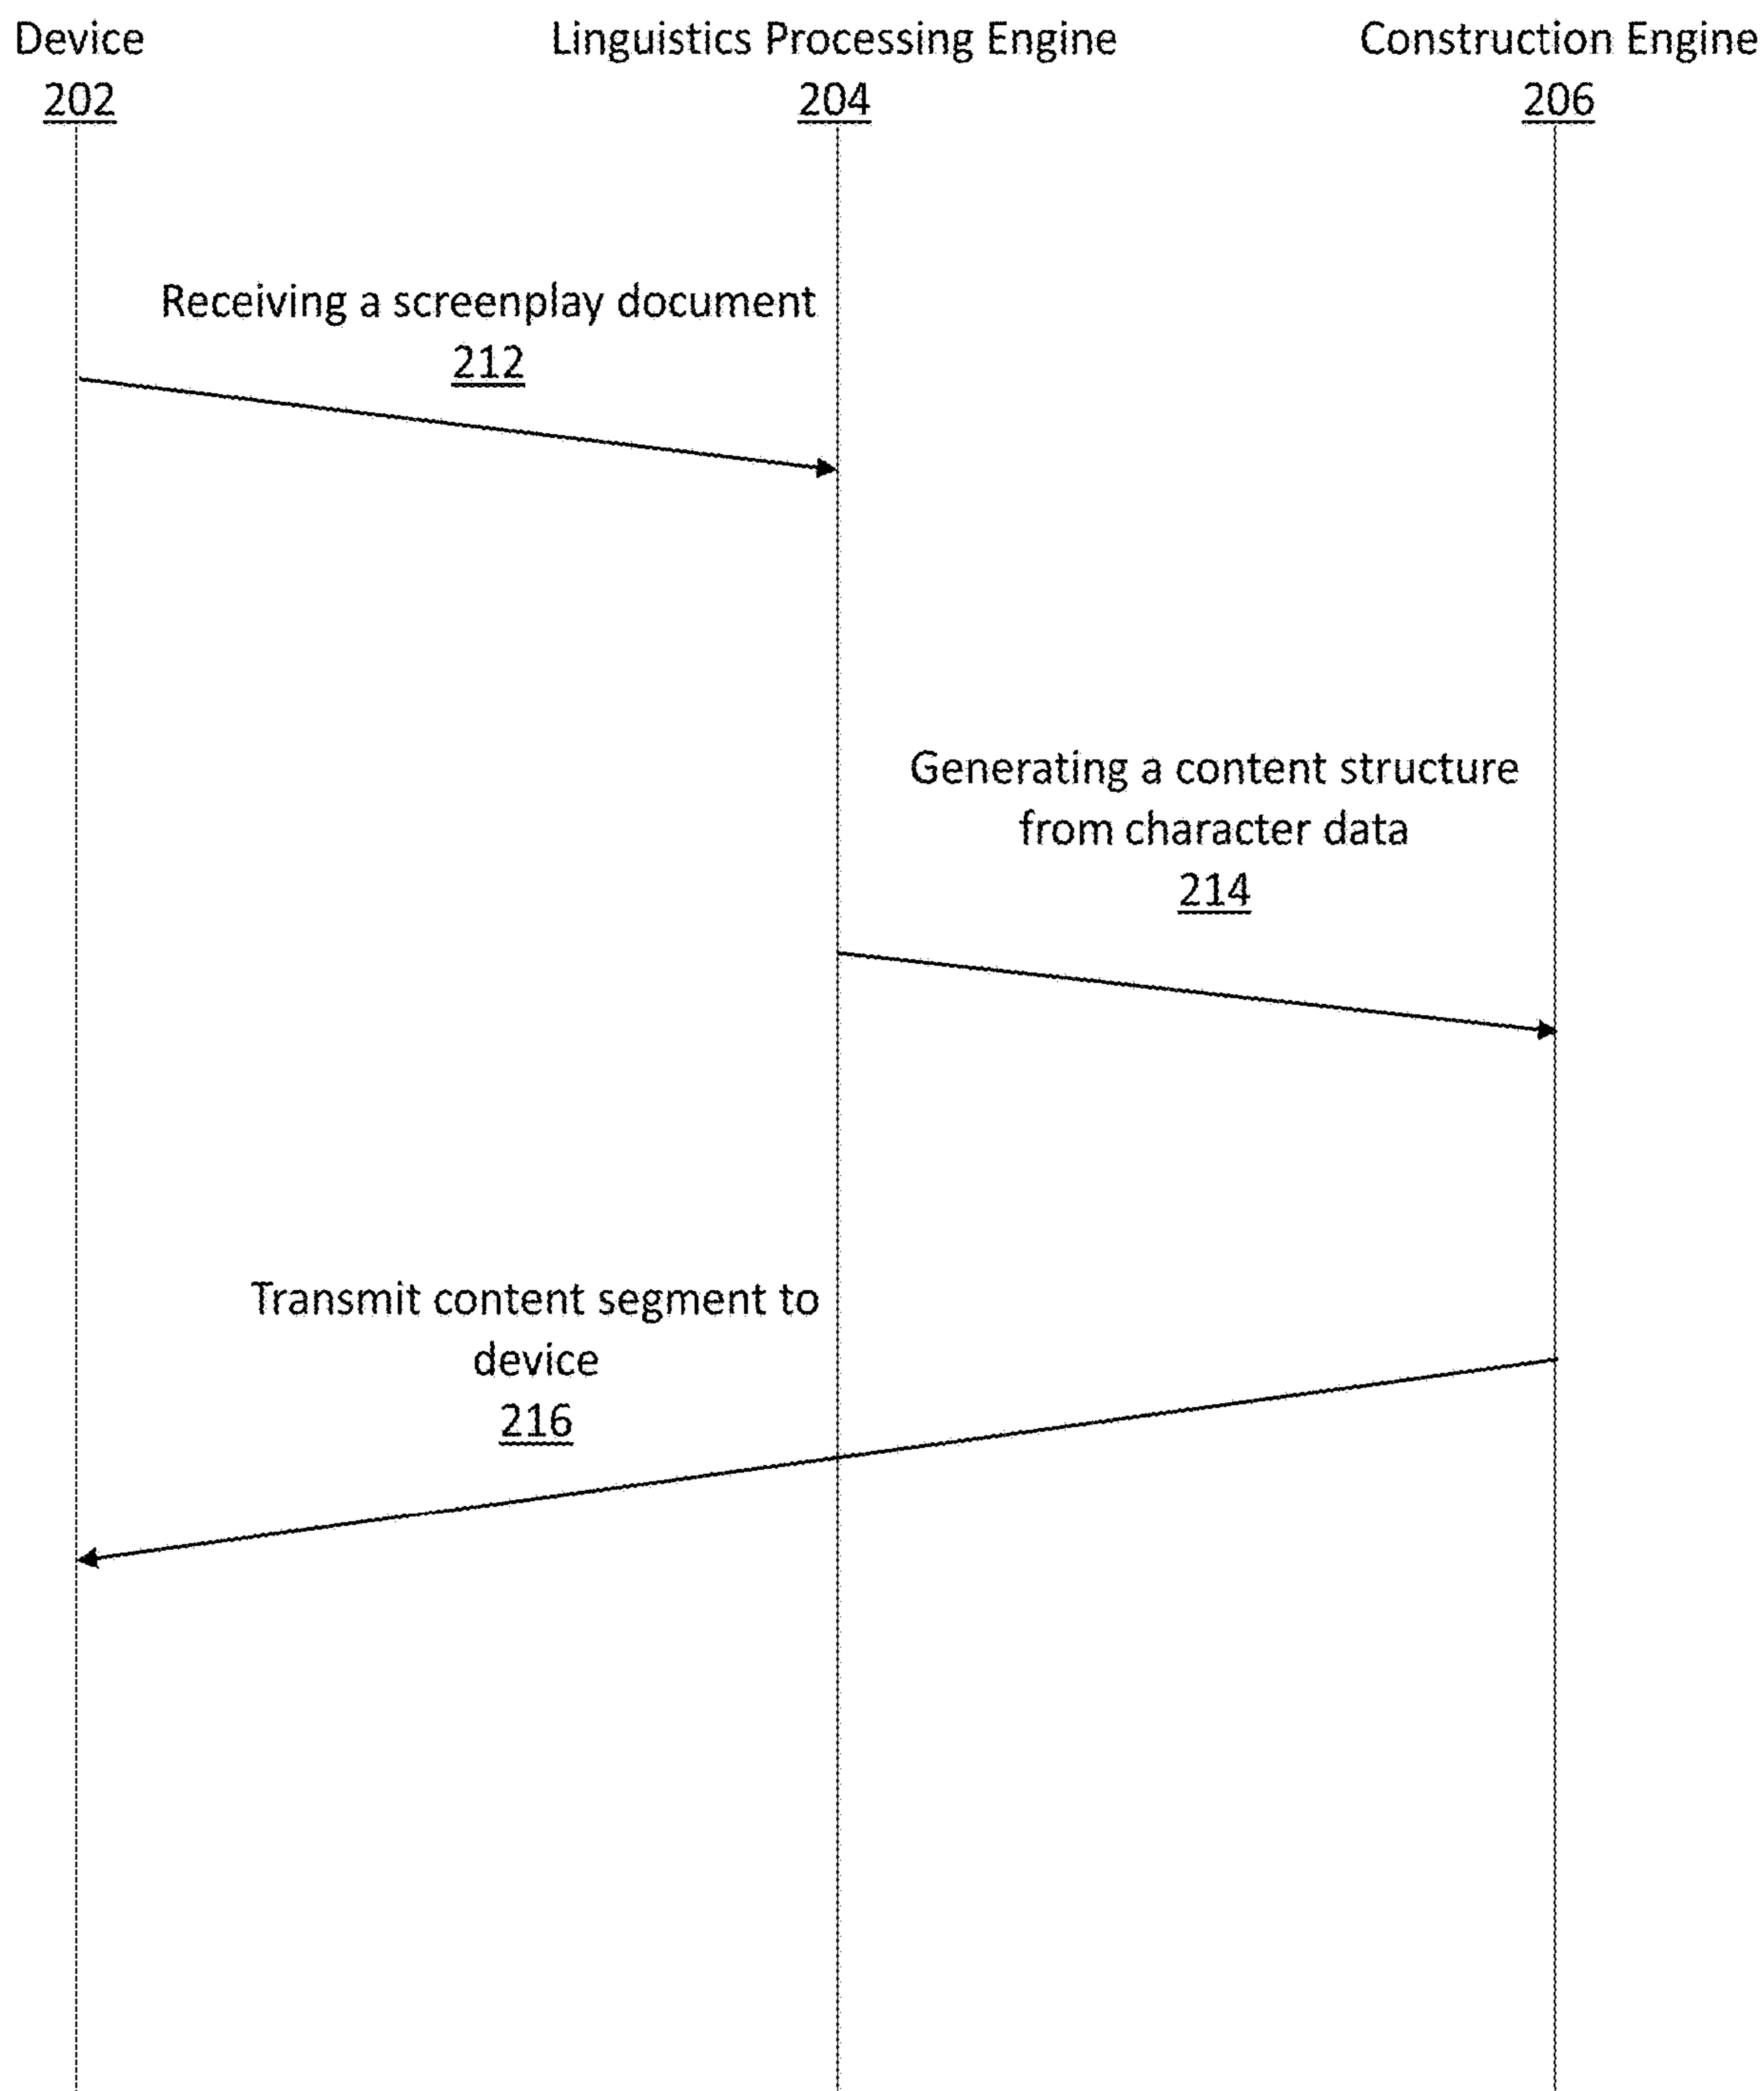 Device
202
Linguistics Processing Engine
204
Construction Engine
206
Receiving a screenplay document
212
Generating a content structure
from character data
214
Transmit content segment to
device
216